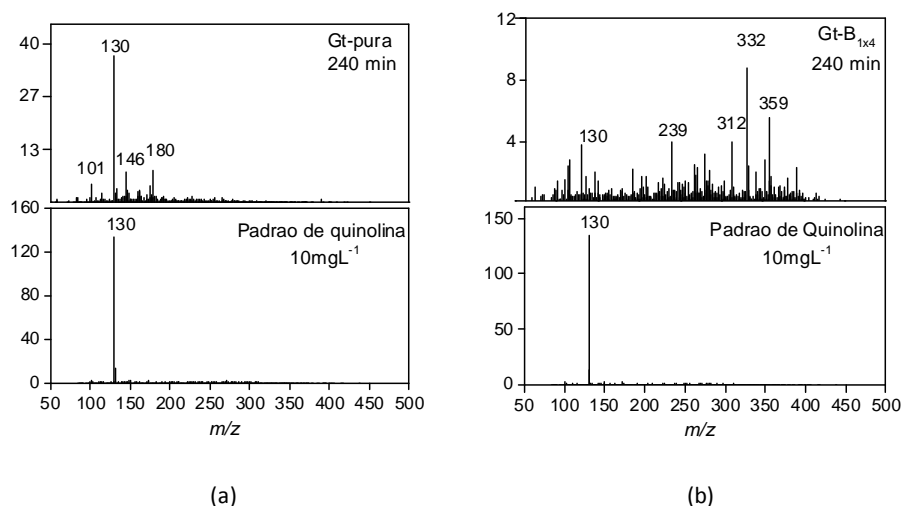 40
27
13
130
101
146
180
Gt-pura
240 min
160
120
80
40
0
130
Padrao de quinolina
10mgL⁻¹
50 100 150 200 250 300 350 400 450 500
m/z
(a)
12
8
4
130
239
312
332
359
Gt-B₁ₓ₄
240 min
150
100
50
0
130
Padrao de Quinolina
10mgL⁻¹
50 100 150 200 250 300 350 400 450 500
m/z
(b)